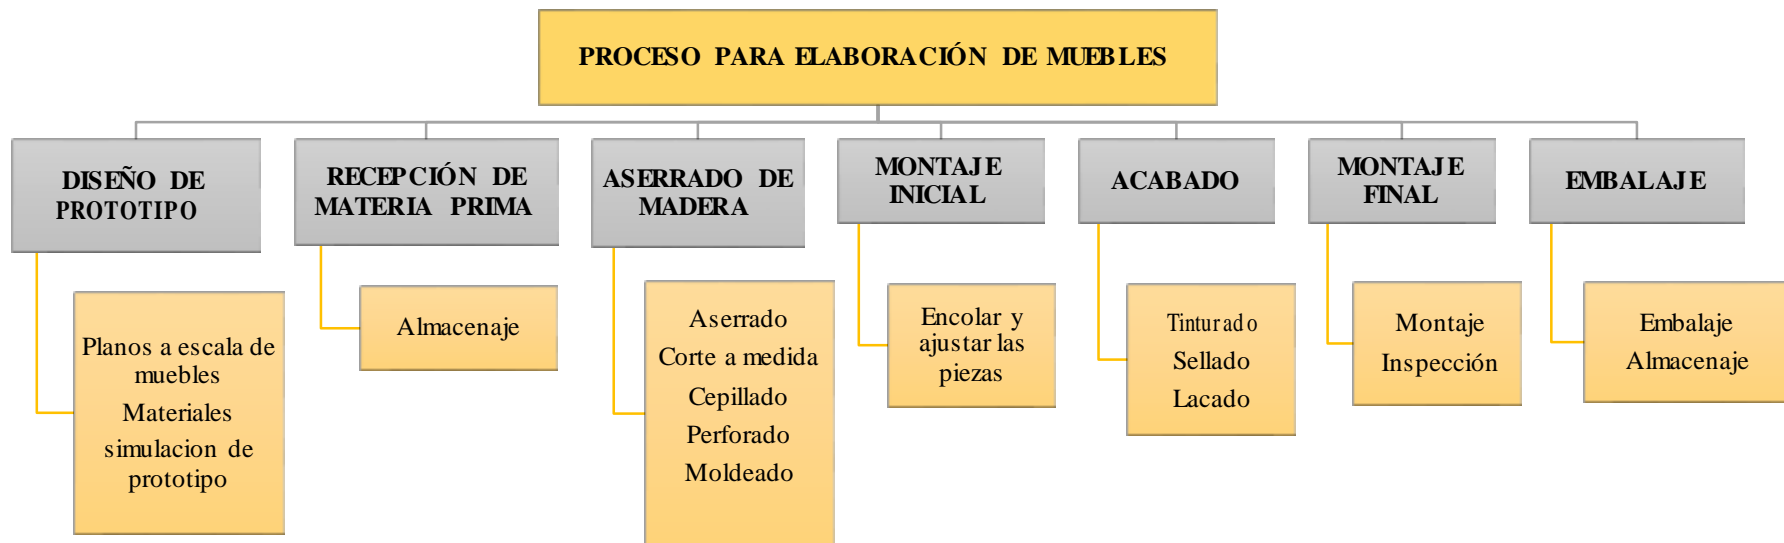 PROCESO PARA ELABORACIÓN DE MUEBLES
DISEÑO DE
PROTOTIPO
RECEPCIÓN DE
MATERIA PRIMA
ASERRADO DE
MADERA
MONTAJE
INICIAL
ACABADO
MONTAJE
FINAL
EMBALAJE
Planos a escala de
muebles
Materiales
simulacion de
prototipo
Almacenaje
Aserrado
Corte a medida
Cepillado
Perforado
Moldeado
Encolar y
ajustar las
piezas
Tinturado
Sellado
Lacado
Montaje
Inspección
Embalaje
Almacenaje